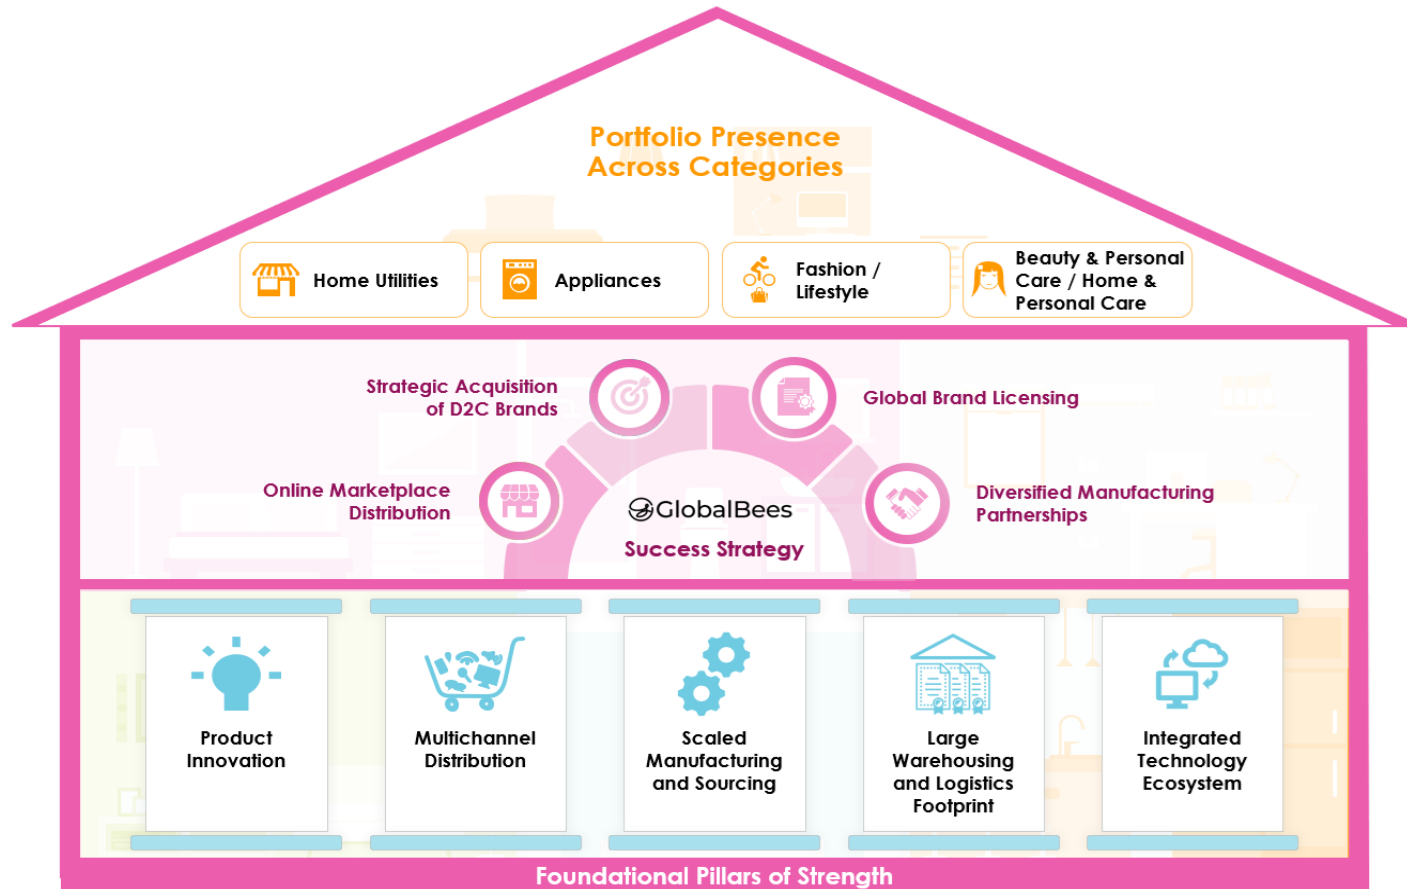 Portfolio Presence
Across Categories
Home Utilities
Appliances
Fashion /
Lifestyle
Beauty & Personal
Care / Home &
Personal Care
Strategic Acquisition
of D2C Brands
Global Brand Licensing
Online Marketplace
Distribution
GlobalBees
Success Strategy
Diversified Manufacturing
Partnerships
Product
Innovation
Multichannel
Distribution
Scaled
Manufacturing
and Sourcing
Large
Warehousing
and Logistics
Footprint
Integrated
Technology
Ecosystem
Foundational Pillars of Strength